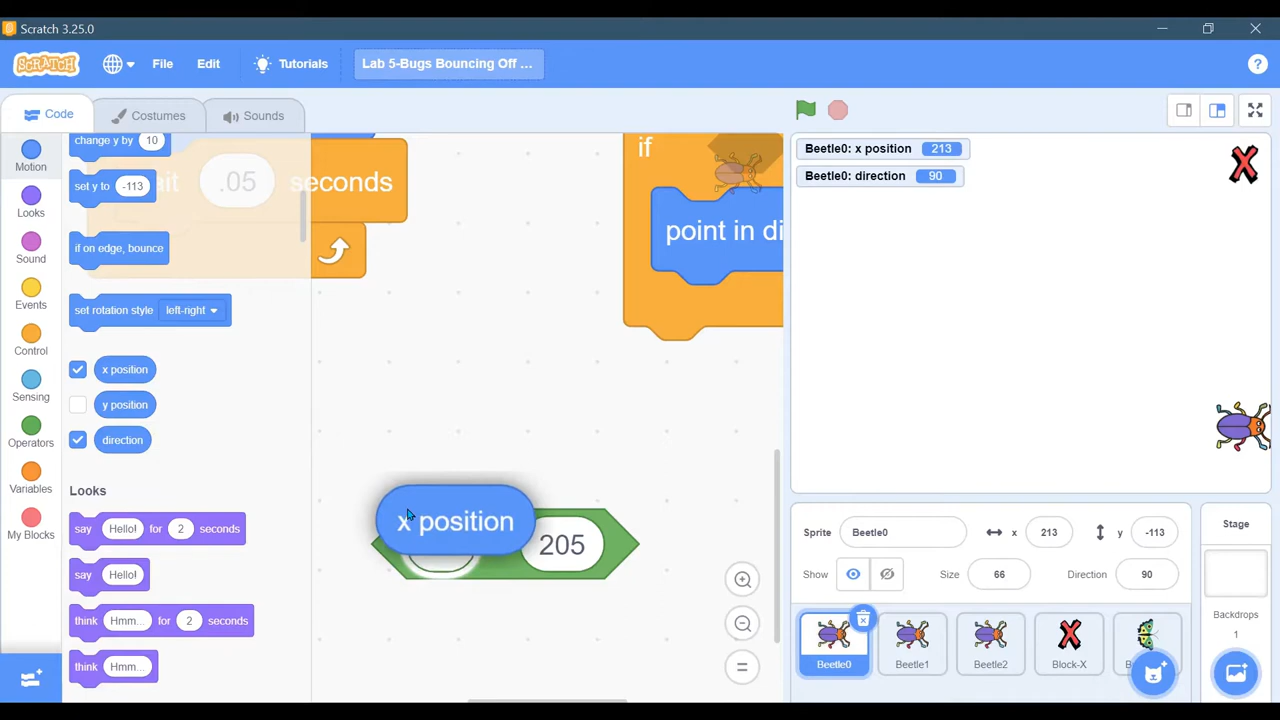 Scratch 3.25.0
SCRATCH File Edit Tutorials Lab 5-Bugs Bouncing Off ...
Code Costumes Sounds
Motion
Looks
Sound
Events
Control
Sensing
Operators
Variables
My Blocks
change y by 10
set y to -113
if on edge, bounce
set rotation style left-right
x position
y position
direction
Looks
say Hello! for 2 seconds
say Hello!
think Hmm... for 2 seconds
think Hmm...
.05 seconds
if
point in di
x position 205
Beetle0: x position 213
Beetle0: direction 90
Sprite Beetle0 x 213 y -113
Show Size 66 Direction 90
Beetle0 Beetle1 Beetle2 Block-X
Stage
Backdrops
1